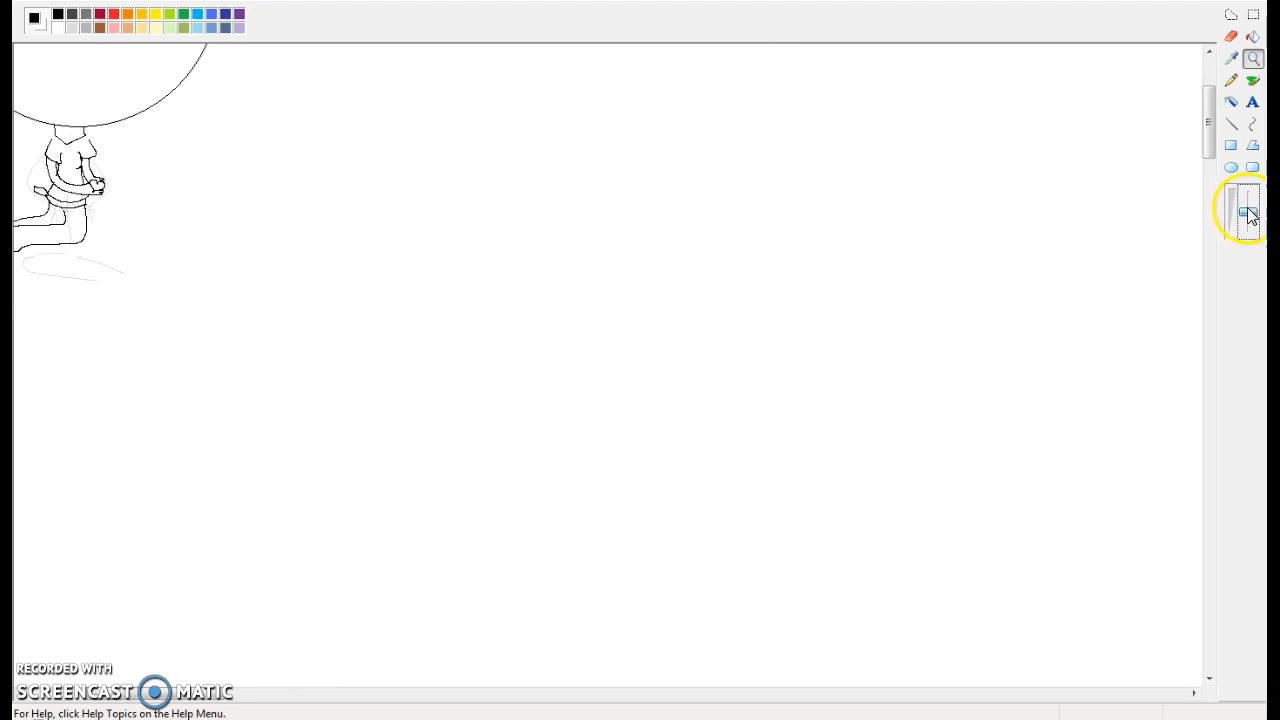 A
RECORDED WITH
SCREENCAST MATIC
For Help, click Help Topics on the Help Menu.